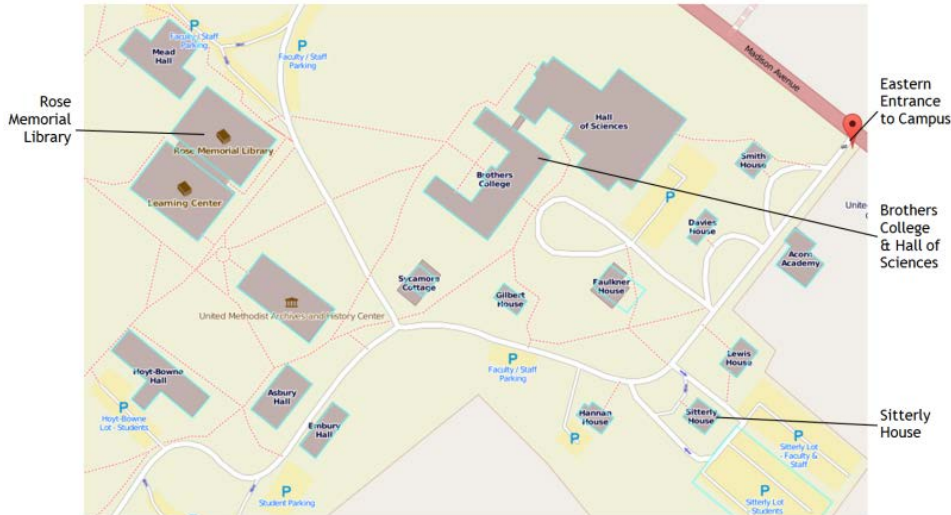 Faculty / Staff
Parking
Faculty / Staff
Parking
Mead
Hall
Madison Avenue
Eastern
Entrance
to Campus
Rose
Memorial
Library
Hall
of Sciences
Rose Memorial Library
Smith
House
Brothers
College
Learning Center
P
P
P
Davies
House
United
Brothers
College
& Hall of
Sciences
Acorn
Academy
Sycamore
Cottage
Faulkner
House
Gilbert
House
United Methodist Archives and History Center
Lewis
House
Hoyt-Bowne
Hall
P
Faculty / Staff
Parking
Asbury
Hall
P
Hoyt-Bowne
Lot - Students
Embury
Hall
Hannan
House
P
Sitterly
House
Sitterly
House
P
Sitterly Lot
- Faculty &
Staff
P
Student Parking
P
Sitterly Lot
- Students